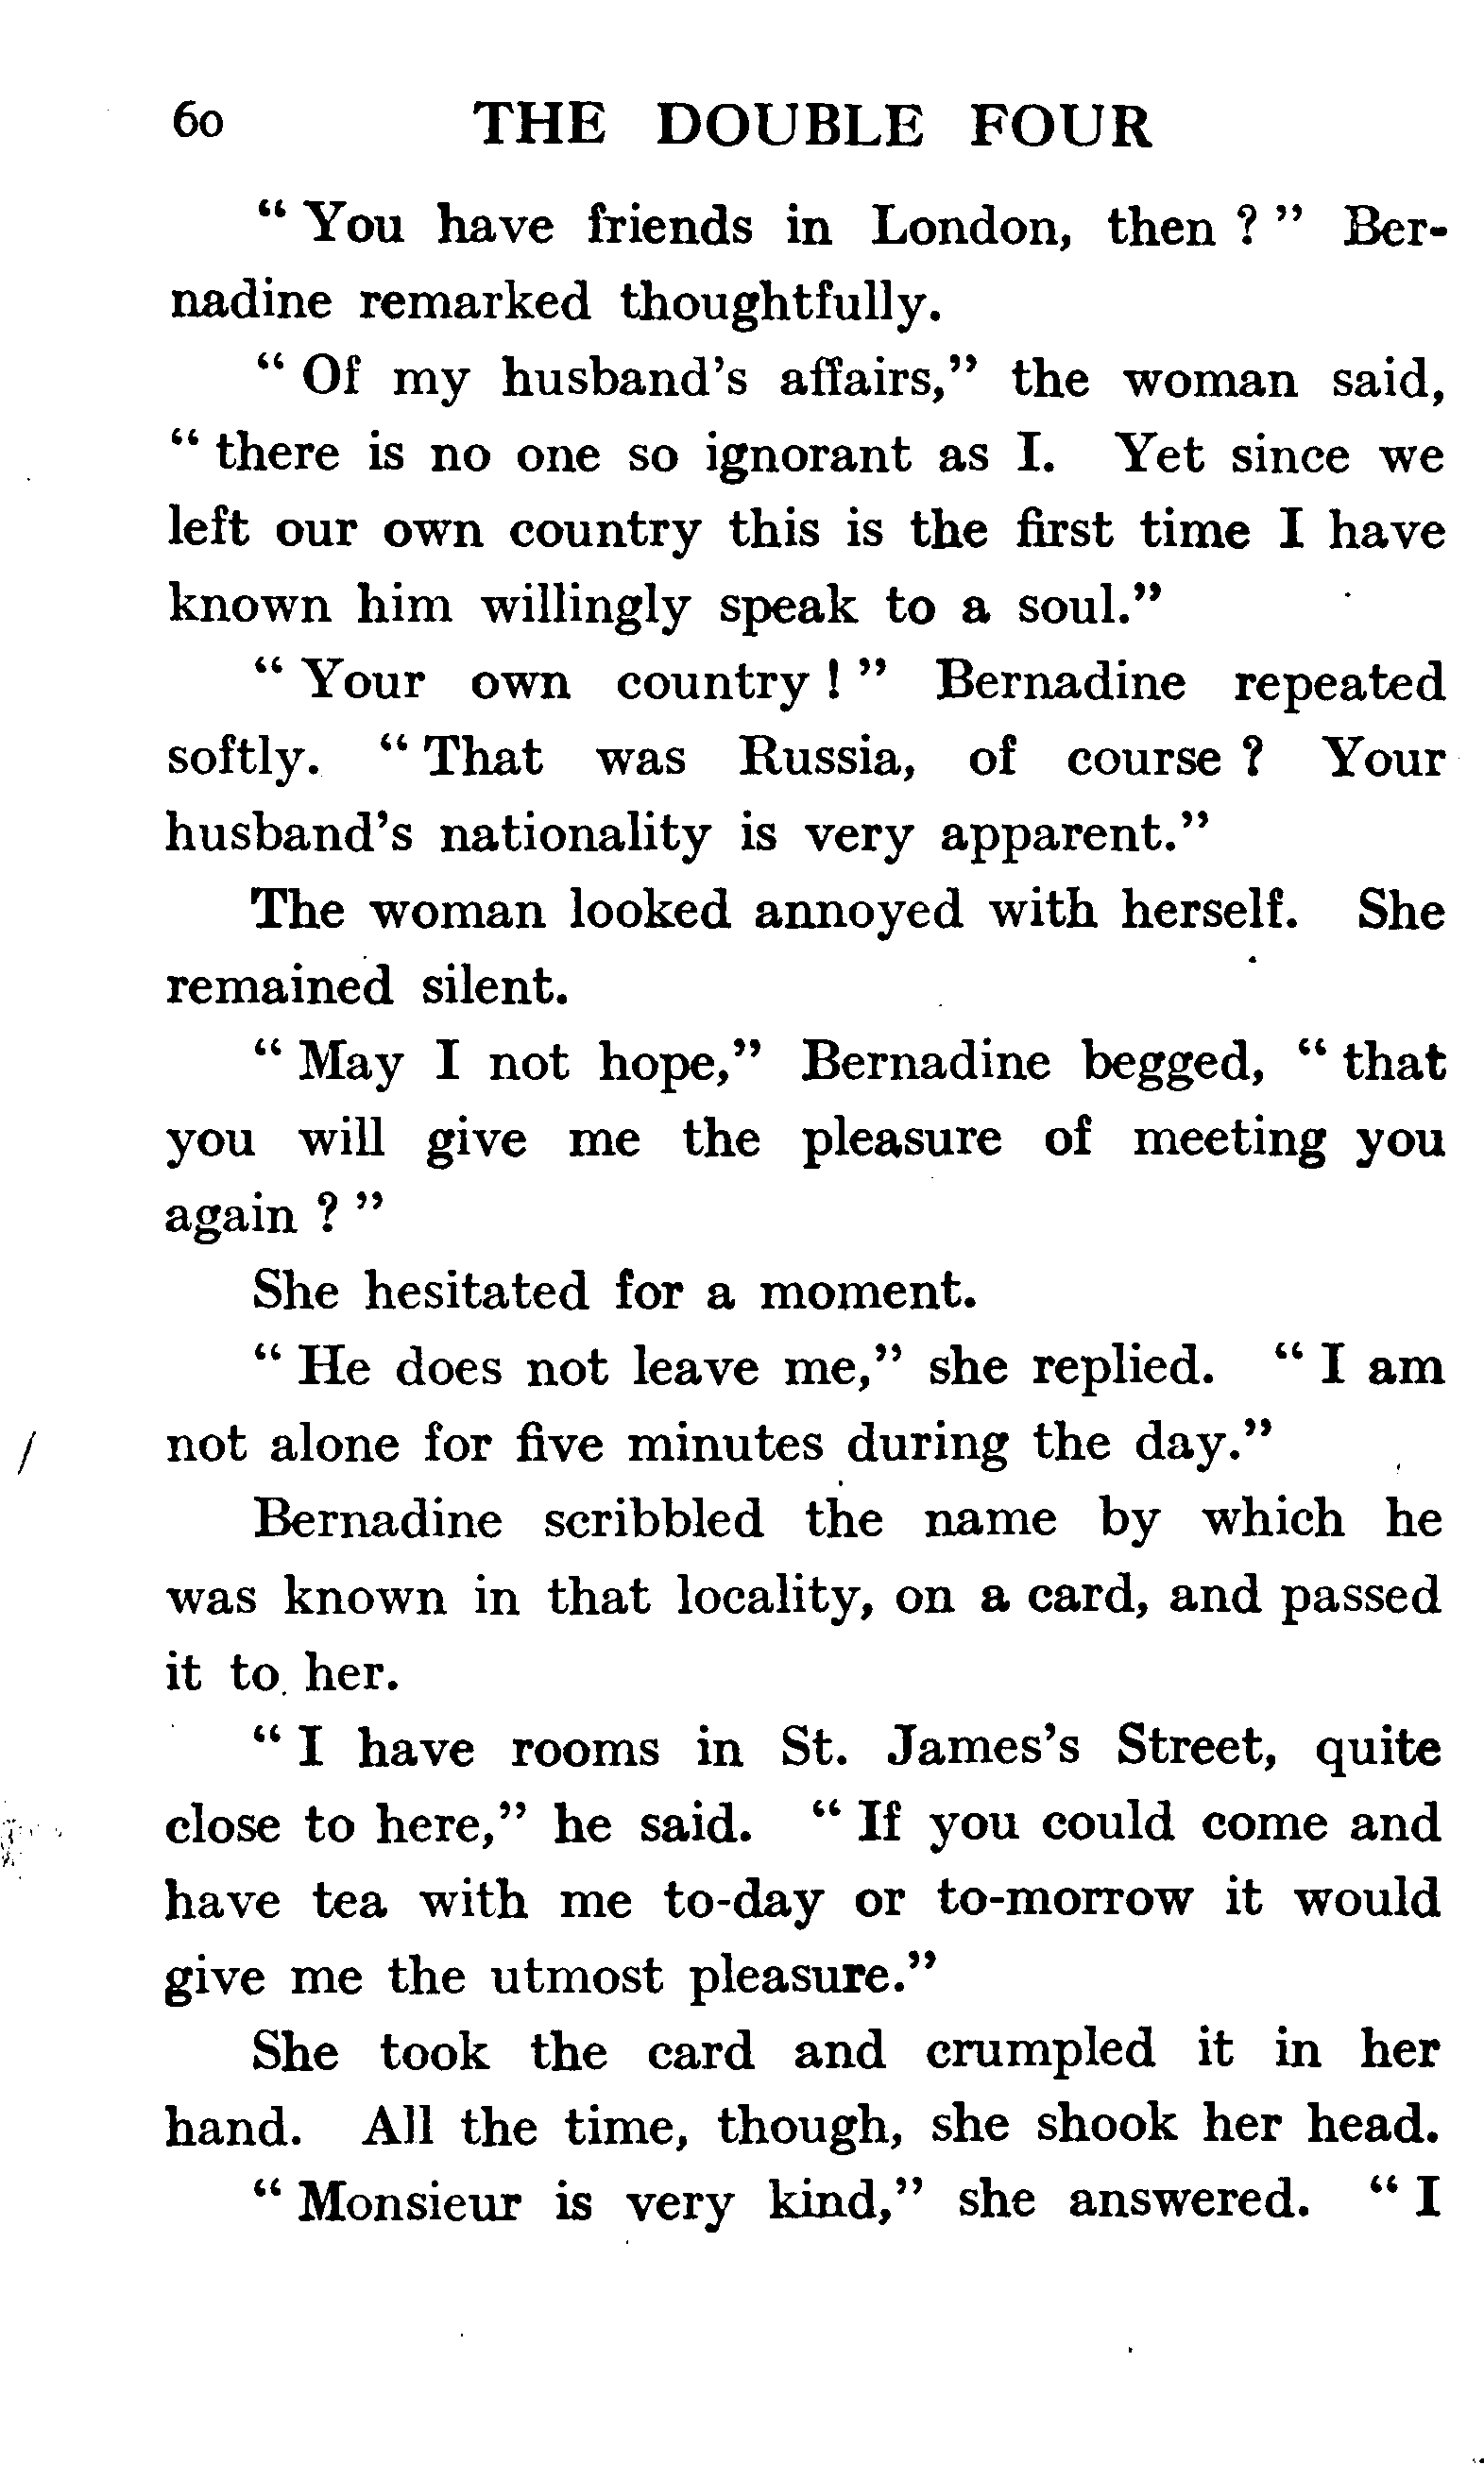 60 THE DOUBLE FOUR
“ You have friends in London, then ? ” Ber-
nadine remarked thoughtfully.
“ Of my husband’s affairs,” the woman said,
“ there is no one so ignorant as I. Yet since we
left our own country this is the first time I have
known him willingly speak to a soul.”
“ Your own country ! ” Bernadine repeated
softly. “ That was Russia, of course ? Your
husband’s nationality is very apparent.”
The woman looked annoyed with herself. She
remained silent.
“ May I not hope,” Bernadine begged, “ that
you will give me the pleasure of meeting you
again ? ”
She hesitated for a moment.
“ He does not leave me,” she replied. “ I am
not alone for five minutes during the day.”
Bernadine scribbled the name by which he
was known in that locality, on a card, and passed
it to her.
“ I have rooms in St. James’s Street, quite
close to here,” he said. “ If you could come and
have tea with me to-day or to-morrow it would
give me the utmost pleasure.”
She took the card and crumpled it in her
hand. All the time, though, she shook her head.
“ Monsieur is very kind,” she answered. “ I